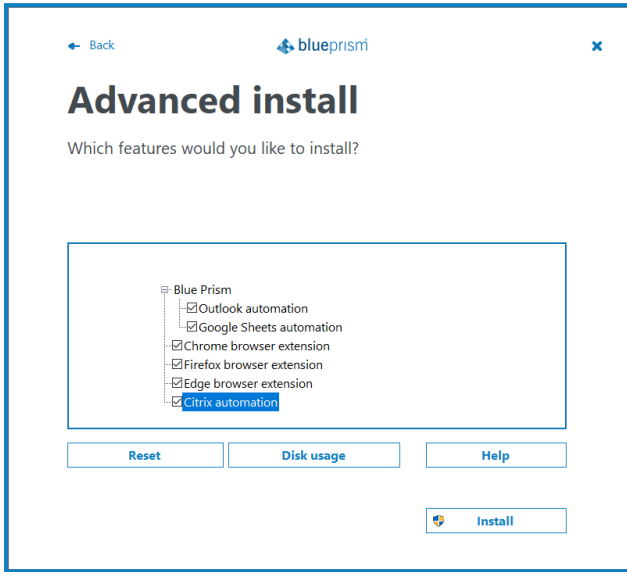 Back
blueprism
Advanced install
Which features would you like to install?
Blue Prism
Outlook automation
Google Sheets automation
Chrome browser extension
Firefox browser extension
Edge browser extension
Citrix automation
Reset
Disk usage
Help
Install